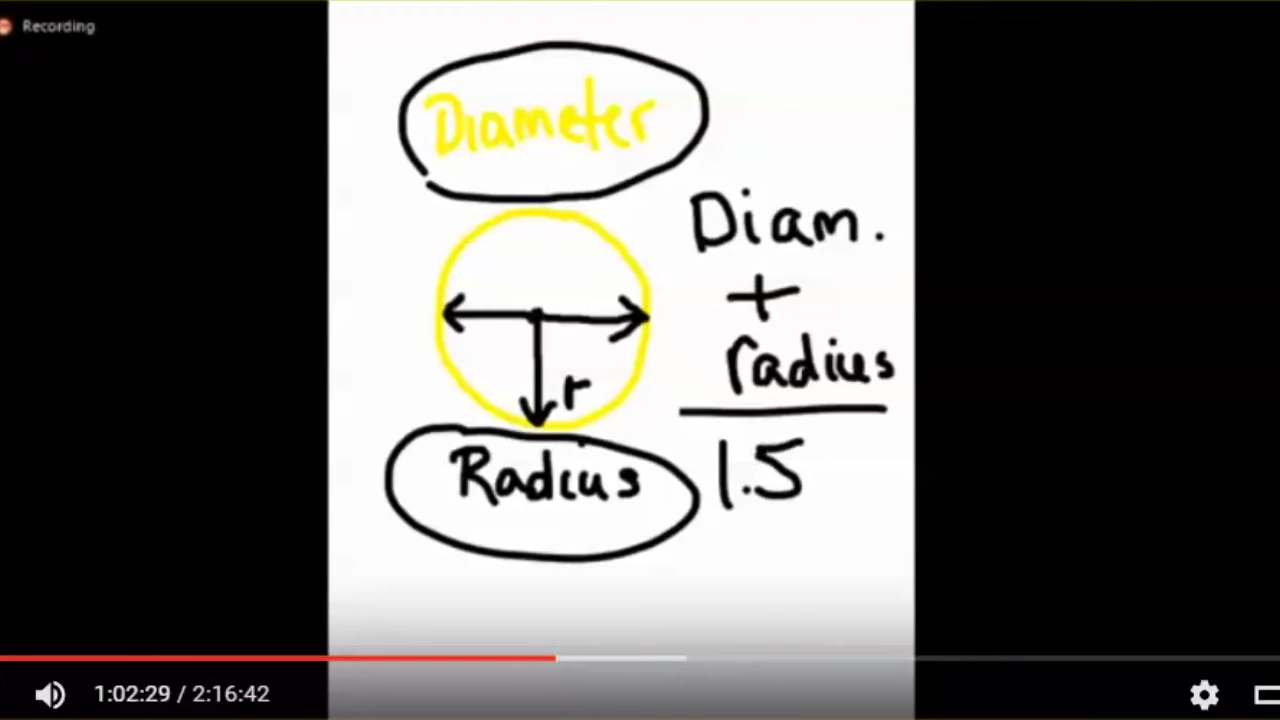 Recording
Diameter
Diam.
+
radius
r
Radius
1.5
1:02:29 / 2:16:42